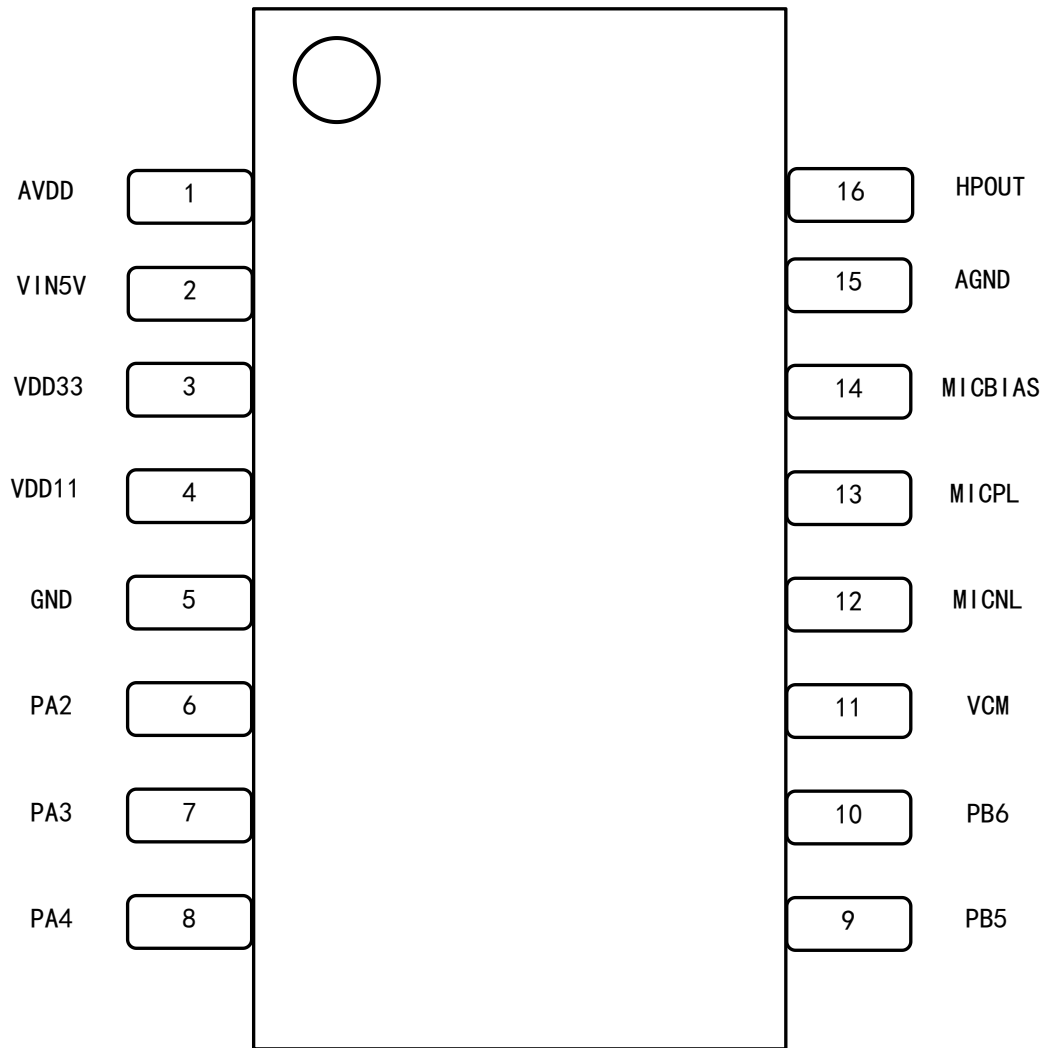 AVDD 1 16 HPOUT
VIN5V 2 15 AGND
VDD33 3 14 MICBIAS
VDD11 4 13 MICPL
GND 5 12 MICNL
PA2 6 11 VCM
PA3 7 10 PB6
PA4 8 9 PB5